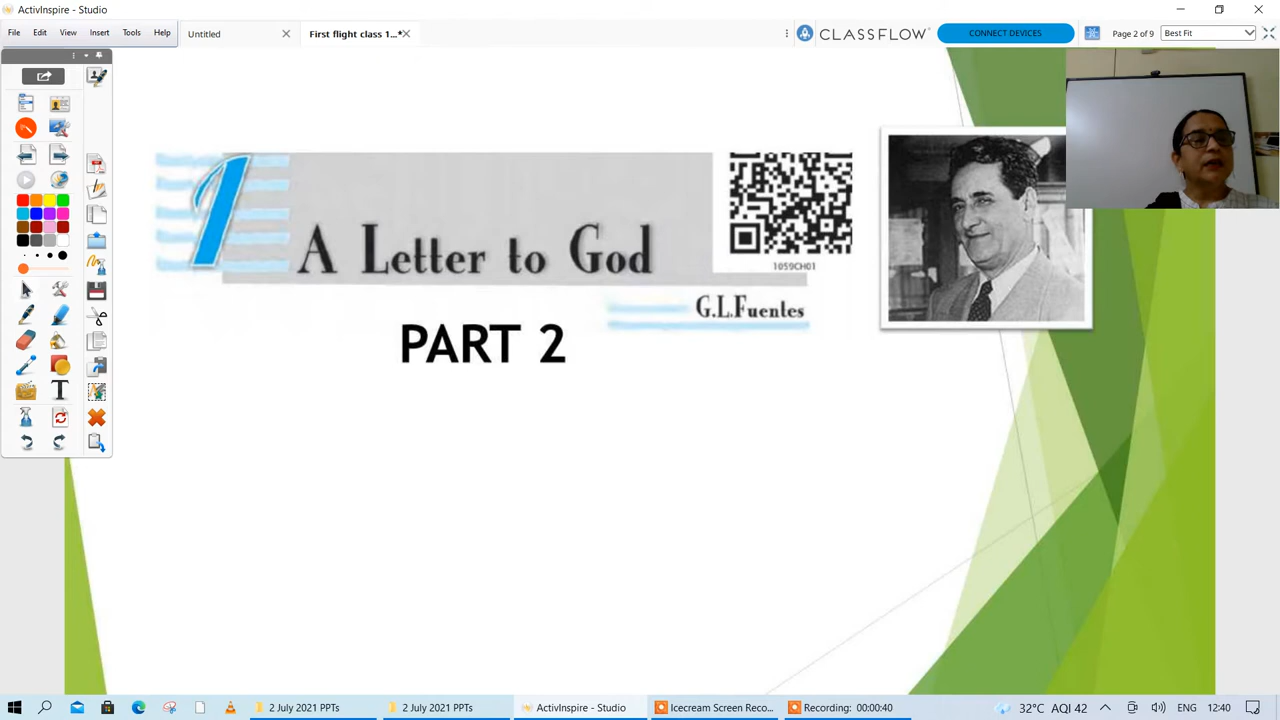 ActivInspire - Studio
File Edit View Insert Tools Help
Untitled
First flight class 1...*
CLASSFLOW
CONNECT DEVICES
Page 2 of 9
Best Fit
1
A Letter to God
1059CH01
G.L.Fuentes
PART 2
T
2 July 2021 PPTs
2 July 2021 PPTs
ActivInspire - Studio
Icecream Screen Reco...
Recording: 00:00:40
32°C AQI 42
ENG
12:40